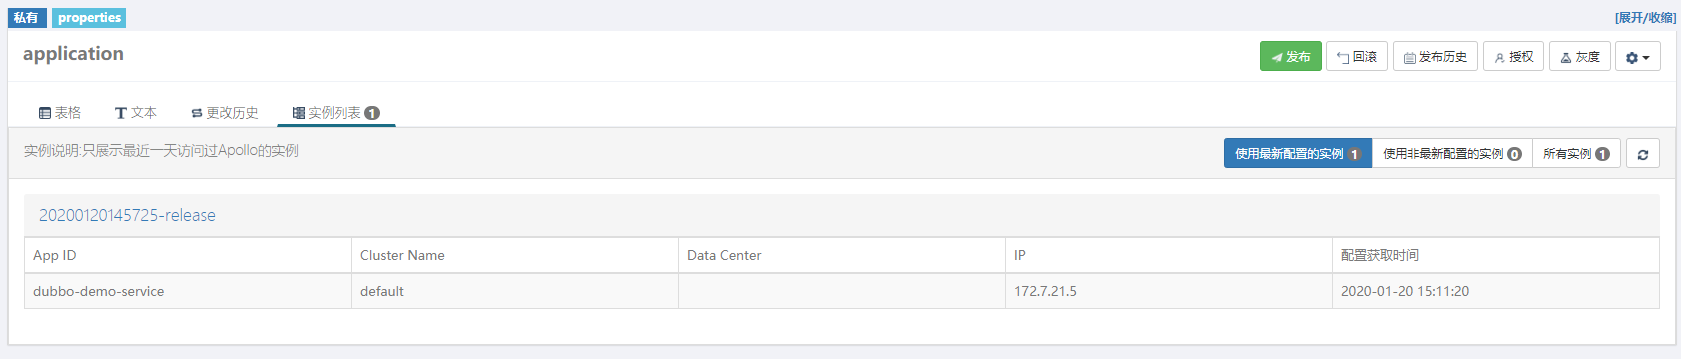 私有 properties [展开/收缩]
application 发布 回滚 发布历史 授权 灰度
表格 文本 更改历史 实例列表 1
实例说明:只展示最近一天访问过Apollo的实例 使用最新配置的实例 1 使用非最新配置的实例 0 所有实例 1
20200120145725-release
App ID Cluster Name Data Center IP 配置获取时间
dubbo-demo-service default 172.7.21.5 2020-01-20 15:11:20